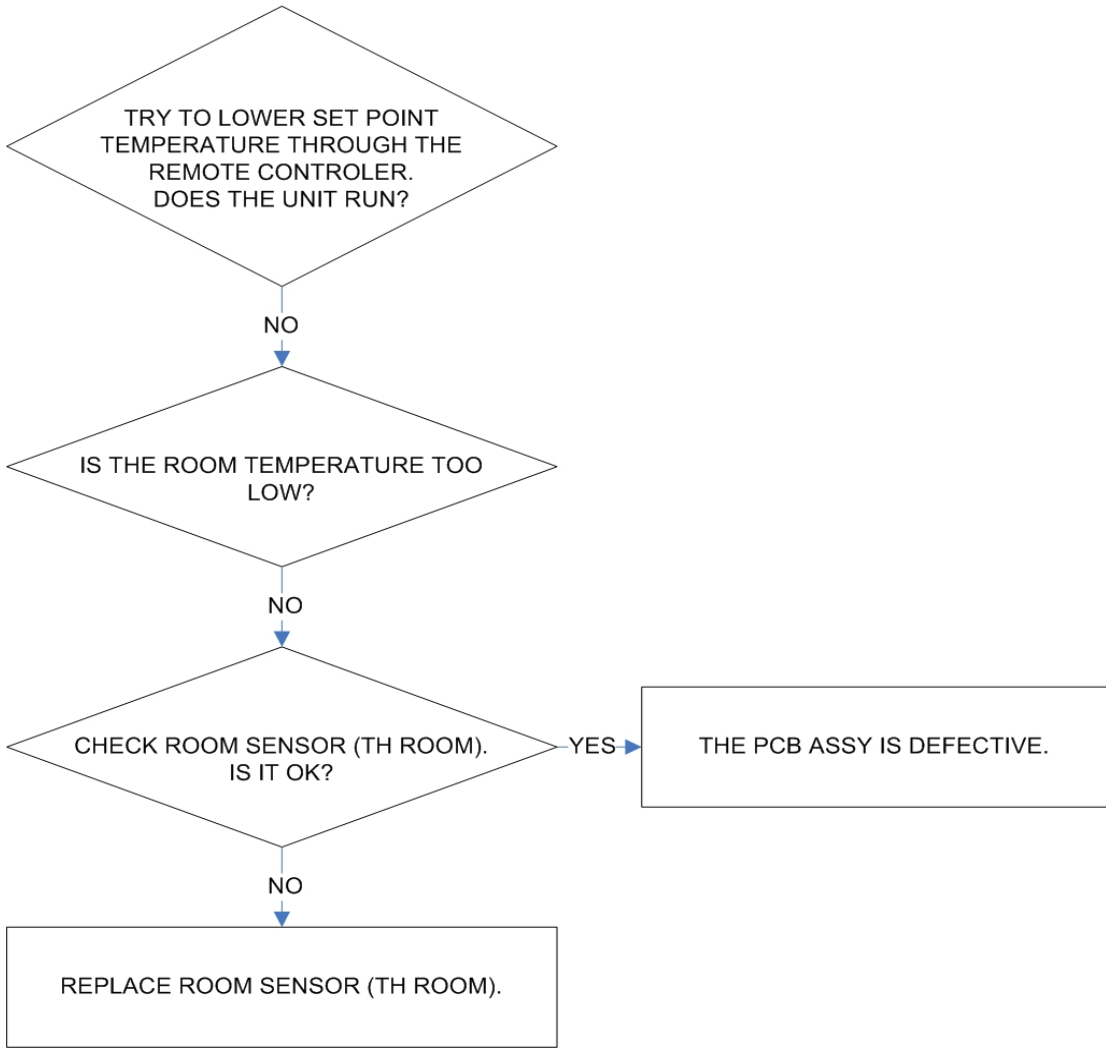 TRY TO LOWER SET POINT
TEMPERATURE THROUGH THE
REMOTE CONTROLER.
DOES THE UNIT RUN?
NO
IS THE ROOM TEMPERATURE TOO
LOW?
NO
CHECK ROOM SENSOR (TH ROOM).
IS IT OK?
YES
THE PCB ASSY IS DEFECTIVE.
NO
REPLACE ROOM SENSOR (TH ROOM).